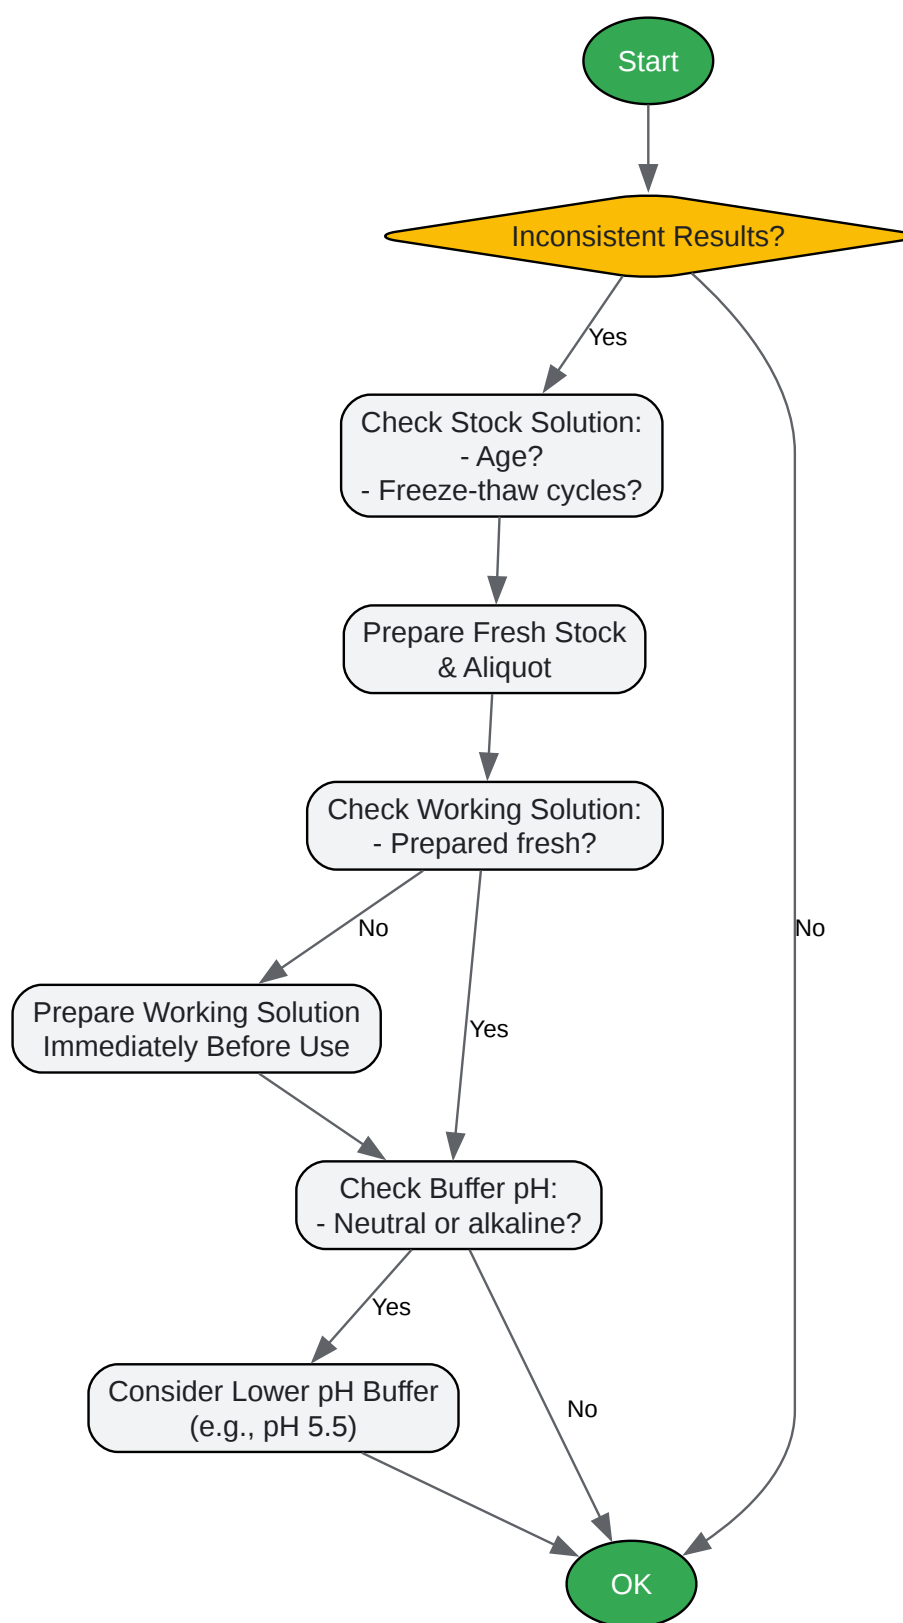 Start
Inconsistent Results?
Yes
Check Stock Solution:
- Age?
- Freeze-thaw cycles?
Prepare Fresh Stock
& Aliquot
Check Working Solution:
- Prepared fresh?
No
No
Prepare Working Solution
Immediately Before Use
Yes
Check Buffer pH:
- Neutral or alkaline?
Yes
Consider Lower pH Buffer
(e.g., pH 5.5)
No
OK